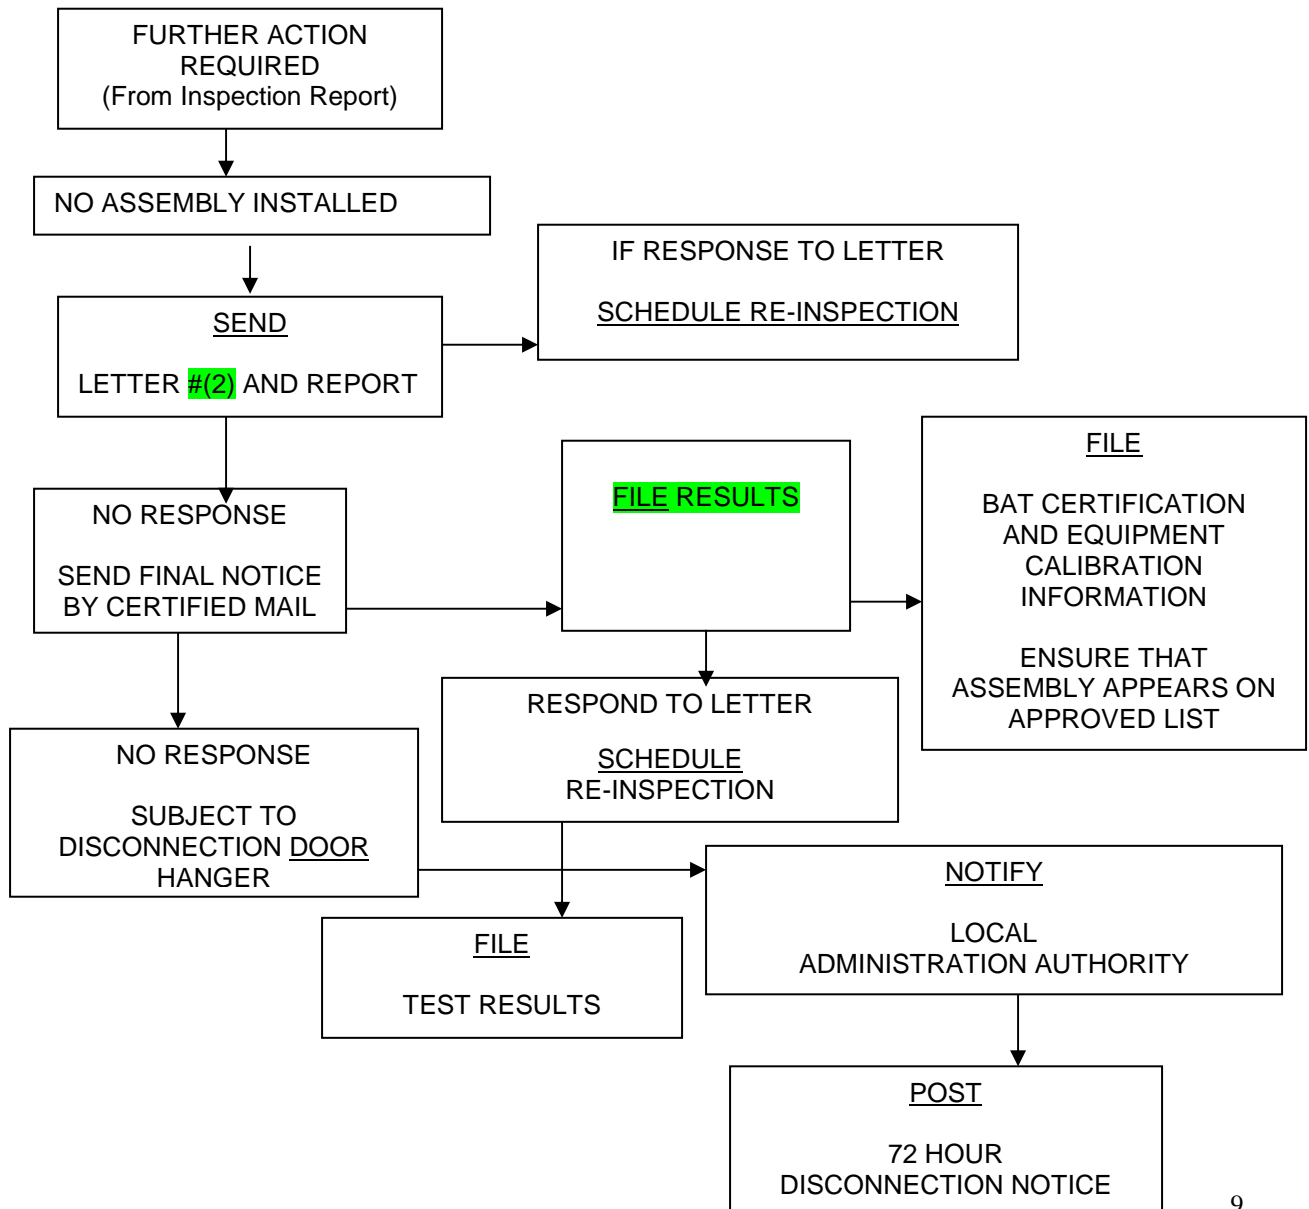 FURTHER ACTION
REQUIRED
(From Inspection Report)
NO ASSEMBLY INSTALLED
IF RESPONSE TO LETTER
SCHEDULE RE-INSPECTION
SEND
LETTER #(2) AND REPORT
FILE RESULTS
FILE
BAT CERTIFICATION
AND EQUIPMENT
CALIBRATION
INFORMATION
ENSURE THAT
ASSEMBLY APPEARS ON
APPROVED LIST
NO RESPONSE
SEND FINAL NOTICE
BY CERTIFIED MAIL
RESPOND TO LETTER
SCHEDULE
RE-INSPECTION
NO RESPONSE
SUBJECT TO
DISCONNECTION DOOR
HANGER
NOTIFY
LOCAL
ADMINISTRATION AUTHORITY
FILE
TEST RESULTS
POST
72 HOUR
DISCONNECTION NOTICE
9